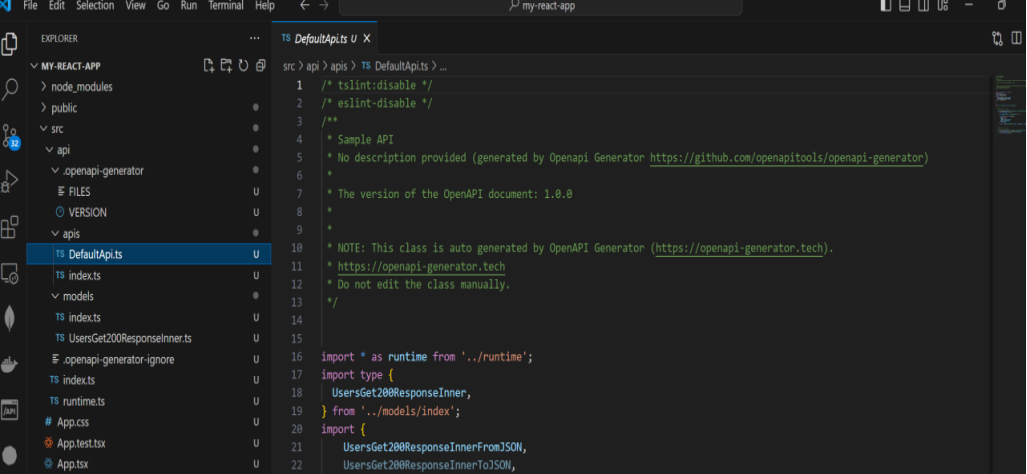 File Edit Selection View Go Run Terminal Help my-react-app
EXPLORER
MY-REACT-APP
node_modules
public
src
api
.openapi-generator
FILES U
VERSION U
apis
TS DefaultApi.ts U
TS index.ts U
models
TS index.ts U
TS UsersGet200ResponseInner.ts U
.openapi-generator-ignore U
TS index.ts U
TS runtime.ts U
# App.css U
App.test.tsx U
App.tsx U
32
/API
TS DefaultApi.ts U
src > api > apis > TS DefaultApi.ts > ...
1 /* tslint:disable */
2 /* eslint-disable */
3 /**
4 * Sample API
5 * No description provided (generated by Openapi Generator https://github.com/openapitools/openapi-generator)
6 *
7 * The version of the OpenAPI document: 1.0.0
8 *
9 *
10 * NOTE: This class is auto generated by OpenAPI Generator (https://openapi-generator.tech).
11 * https://openapi-generator.tech
12 * Do not edit the class manually.
13 */
14
15
16 import * as runtime from '../runtime';
17 import type {
18 UsersGet200ResponseInner,
19 } from '../models/index';
20 import {
21 UsersGet200ResponseInnerFromJSON,
22 UsersGet200ResponseInnerToJSON,